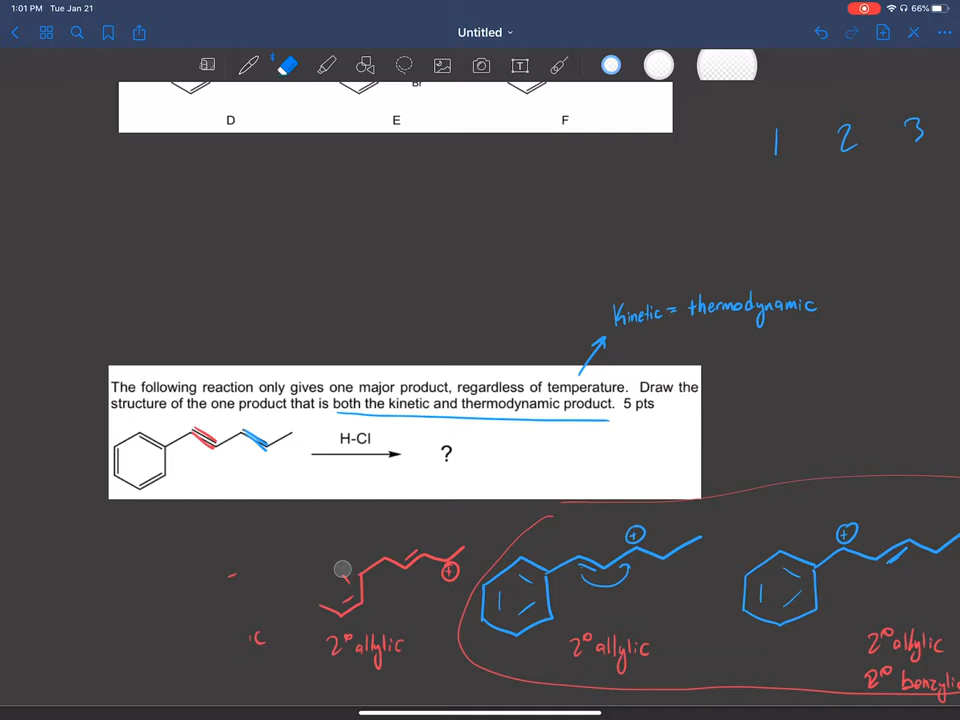 1:01 PM Tue Jan 21
66%
Untitled
T
Br
D E F
1 2 3
Kinetic = thermodynamic
The following reaction only gives one major product, regardless of temperature. Draw the
structure of the one product that is both the kinetic and thermodynamic product. 5 pts
H-Cl
?
+ + +
ic 2° allylic 2° allylic 2° allylic
2° benzylic